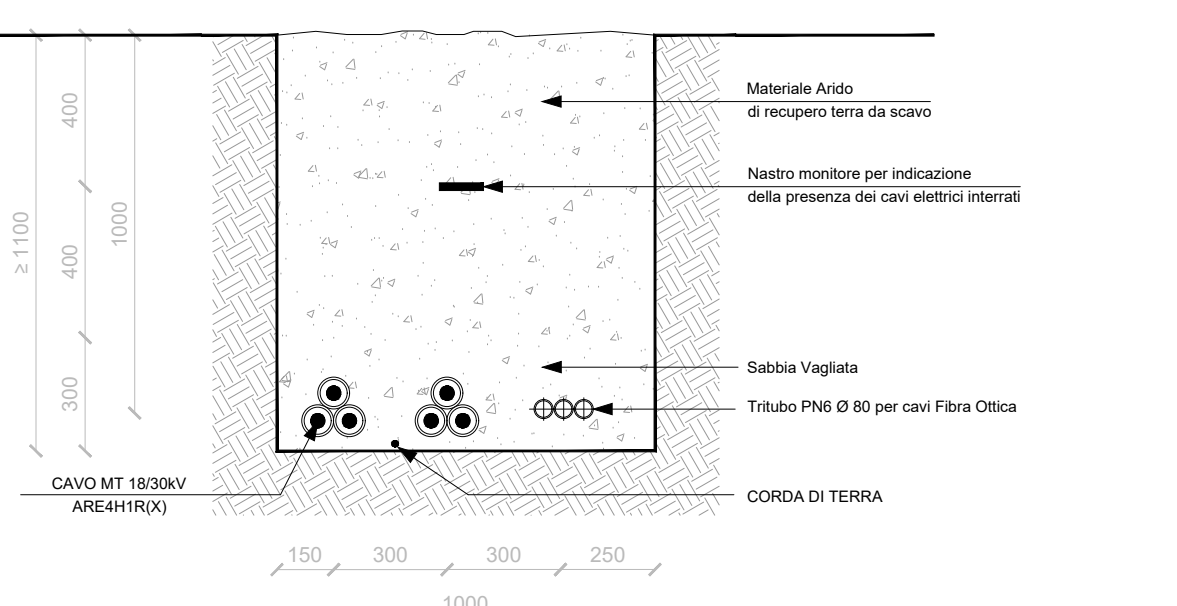 Materiale Arido
di recupero terra da scavo
Nastro monitore per indicazione
della presenza dei cavi elettrici interrati
Sabbia Vagliata
Tritubo PN6 Ø 80 per cavi Fibra Ottica
CORDA DI TERRA
CAVO MT 18/30kV
ARE4H1R(X)
≥ 1100
400
400
300
1000
150 300 300 250
1000